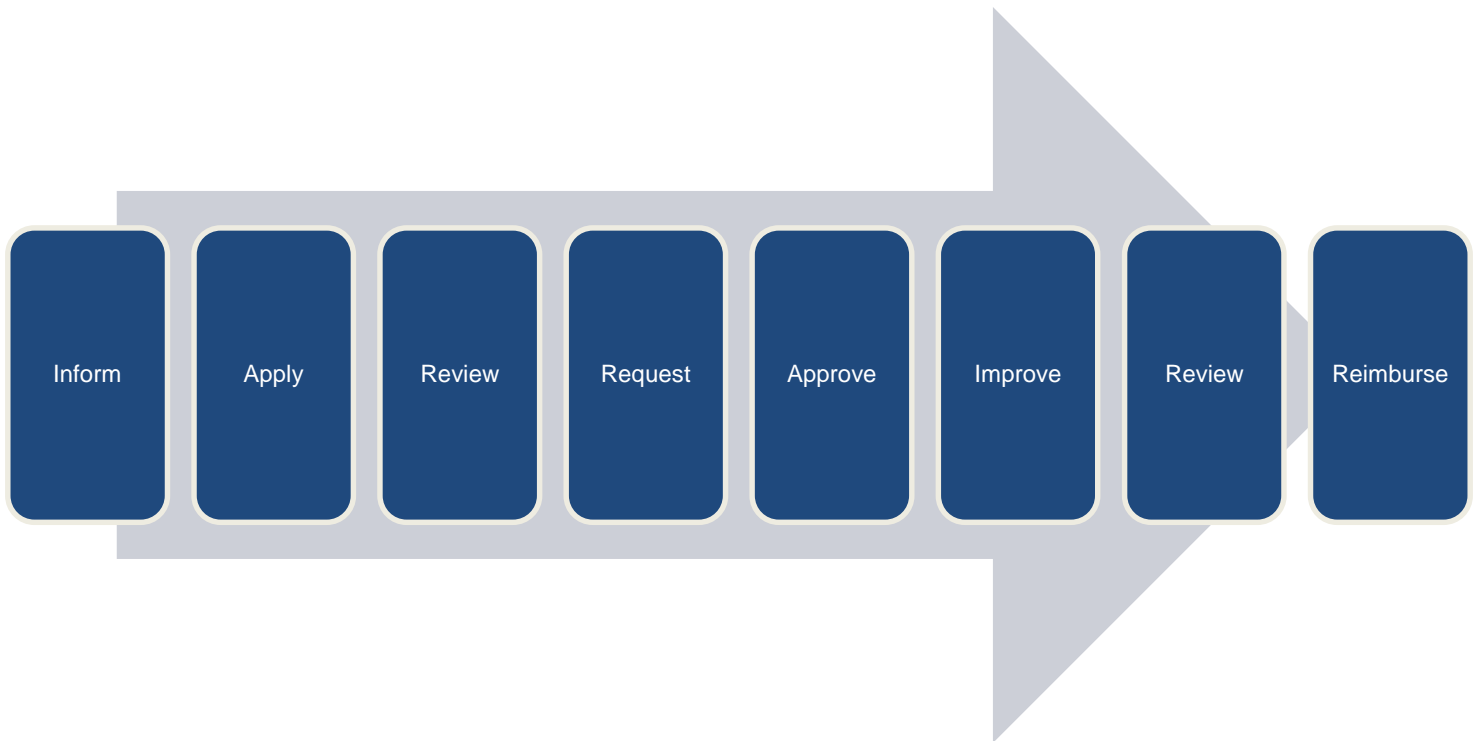 Inform
Apply
Review
Request
Approve
Improve
Review
Reimburse